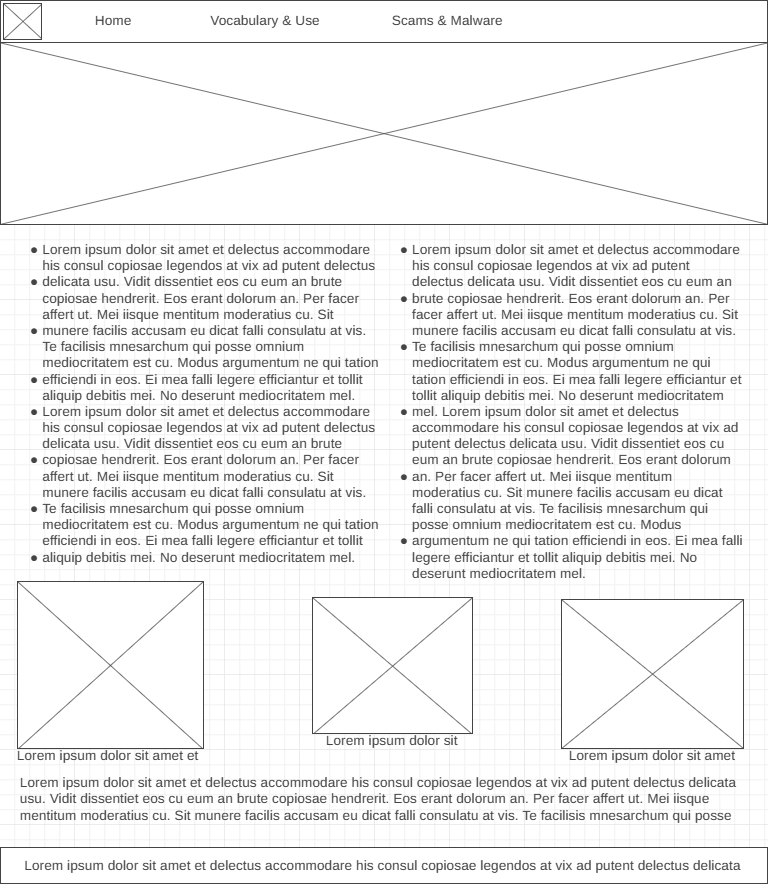 Home Vocabulary & Use Scams & Malware
● Lorem ipsum dolor sit amet et delectus accommodare
his consul copiosae legendos at vix ad putent delectus
● delicata usu. Vidit dissentiet eos cu eum an brute
copiosae hendrerit. Eos erant dolorum an. Per facer
affert ut. Mei iisque mentitum moderatius cu. Sit
● munere facilis accusam eu dicat falli consulatu at vis.
Te facilisis mnesarchum qui posse omnium
mediocritatem est cu. Modus argumentum ne qui tation
● efficiendi in eos. Ei mea falli legere efficiantur et tollit
aliquip debitis mei. No deserunt mediocritatem mel.
● Lorem ipsum dolor sit amet et delectus accommodare
his consul copiosae legendos at vix ad putent delectus
delicata usu. Vidit dissentiet eos cu eum an brute
● copiosae hendrerit. Eos erant dolorum an. Per facer
affert ut. Mei iisque mentitum moderatius cu. Sit
munere facilis accusam eu dicat falli consulatu at vis.
● Te facilisis mnesarchum qui posse omnium
mediocritatem est cu. Modus argumentum ne qui tation
efficiendi in eos. Ei mea falli legere efficiantur et tollit
● aliquip debitis mei. No deserunt mediocritatem mel.
● Lorem ipsum dolor sit amet et delectus accommodare
his consul copiosae legendos at vix ad putent
delectus delicata usu. Vidit dissentiet eos cu eum an
● brute copiosae hendrerit. Eos erant dolorum an. Per
facer affert ut. Mei iisque mentitum moderatius cu. Sit
munere facilis accusam eu dicat falli consulatu at vis.
● Te facilisis mnesarchum qui posse omnium
mediocritatem est cu. Modus argumentum ne qui
tation efficiendi in eos. Ei mea falli legere efficiantur et
tollit aliquip debitis mei. No deserunt mediocritatem
● mel. Lorem ipsum dolor sit amet et delectus
accommodare his consul copiosae legendos at vix ad
putent delectus delicata usu. Vidit dissentiet eos cu
eum an brute copiosae hendrerit. Eos erant dolorum
● an. Per facer affert ut. Mei iisque mentitum
moderatius cu. Sit munere facilis accusam eu dicat
falli consulatu at vis. Te facilisis mnesarchum qui
posse omnium mediocritatem est cu. Modus
● argumentum ne qui tation efficiendi in eos. Ei mea falli
legere efficiantur et tollit aliquip debitis mei. No
deserunt mediocritatem mel.
Lorem ipsum dolor sit amet et
Lorem ipsum dolor sit
Lorem ipsum dolor sit amet
Lorem ipsum dolor sit amet et delectus accommodare his consul copiosae legendos at vix ad putent delectus delicata
usu. Vidit dissentiet eos cu eum an brute copiosae hendrerit. Eos erant dolorum an. Per facer affert ut. Mei iisque
mentitum moderatius cu. Sit munere facilis accusam eu dicat falli consulatu at vis. Te facilisis mnesarchum qui posse
Lorem ipsum dolor sit amet et delectus accommodare his consul copiosae legendos at vix ad putent delectus delicata